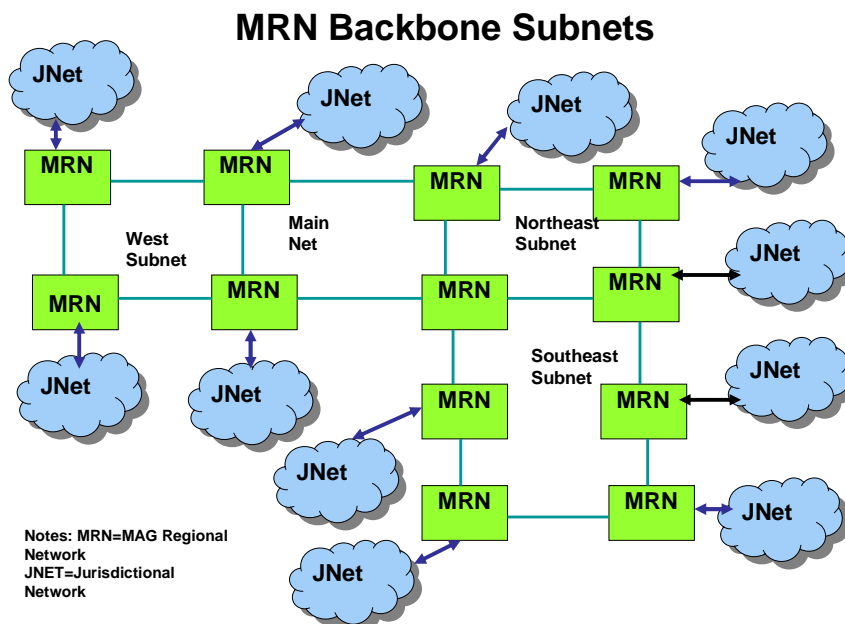 MRN Backbone Subnets
JNet
JNet
JNet
JNet
MRN
MRN
MRN
MRN
West
Subnet
Main
Net
Northeast
Subnet
JNet
MRN
MRN
MRN
MRN
JNet
JNet
Southeast
Subnet
JNet
MRN
MRN
JNet
MRN
MRN
JNet
JNet
Notes: MRN=MAG Regional
Network
JNET=Jurisdictional
Network